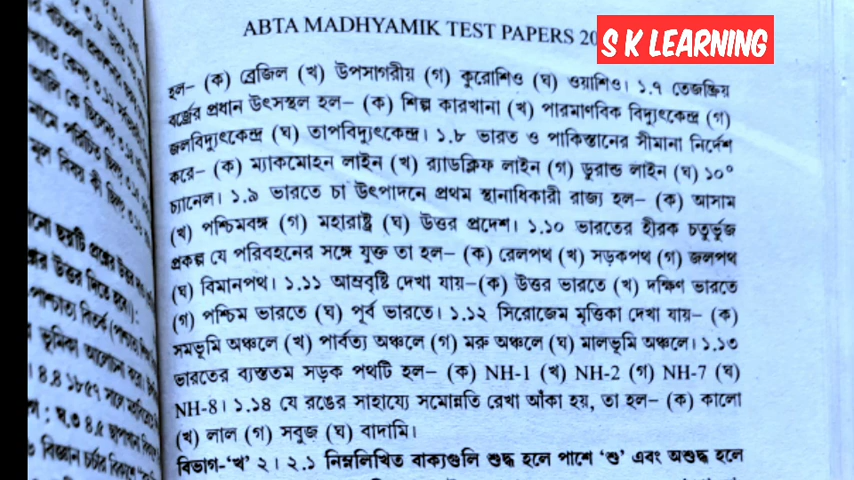 ABTA MADHYAMIK TEST PAPERS 20
S K LEARNING
হল– (ক) ব্রেজিল (খ) উপসাগরীয় (গ) কুরোশিও (ঘ) ওয়াশিও। ১.৭ তেজষ্ক্রিয়
বর্জ্যের প্রধান উৎসস্থল হল– (ক) শিল্প কারখানা (খ) পারমাণবিক বিদ্যুৎকেন্দ্র (গ)
জলবিদ্যুৎকেন্দ্র (ঘ) তাপবিদ্যুৎকেন্দ্র। ১.৮ ভারত ও পাকিস্তানের সীমানা নির্দেশ
করে– (ক) ম্যাকমোহন লাইন (খ) র‍্যাডক্লিফ লাইন (গ) ডুরান্ড লাইন (ঘ) ১০°
চ্যানেল। ১.৯ ভারতে চা উৎপাদনে প্রথম স্থানাধিকারী রাজ্য হল– (ক) আসাম
(খ) পশ্চিমবঙ্গ (গ) মহারাষ্ট্র (ঘ) উত্তর প্রদেশ। ১.১০ ভারতের হীরক চতুর্ভুজ
প্রকল্প যে পরিবহনের সঙ্গে যুক্ত তা হল– (ক) রেলপথ (খ) সড়কপথ (গ) জলপথ
(ঘ) বিমানপথ। ১.১১ আম্রবৃষ্টি দেখা যায়–(ক) উত্তর ভারতে (খ) দক্ষিণ ভারতে
(গ) পশ্চিম ভারতে (ঘ) পূর্ব ভারতে। ১.১২ সিরোজেম মৃত্তিকা দেখা যায়– (ক)
সমভূমি অঞ্চলে (খ) পার্বত্য অঞ্চলে (গ) মরু অঞ্চলে (ঘ) মালভূমি অঞ্চলে। ১.১৩
ভারতের ব্যস্ততম সড়ক পথটি হল– (ক) NH-1 (খ) NH-2 (গ) NH-7 (ঘ)
NH-8। ১.১৪ যে রঙের সাহায্যে সমোন্নতি রেখা আঁকা হয়, তা হল– (ক) কালো
(খ) লাল (গ) সবুজ (ঘ) বাদামি।
বিভাগ-‘খ’ ২। ২.১ নিম্নলিখিত বাক্যগুলি শুদ্ধ হলে পাশে ‘শু’ এবং অশুদ্ধ হলে